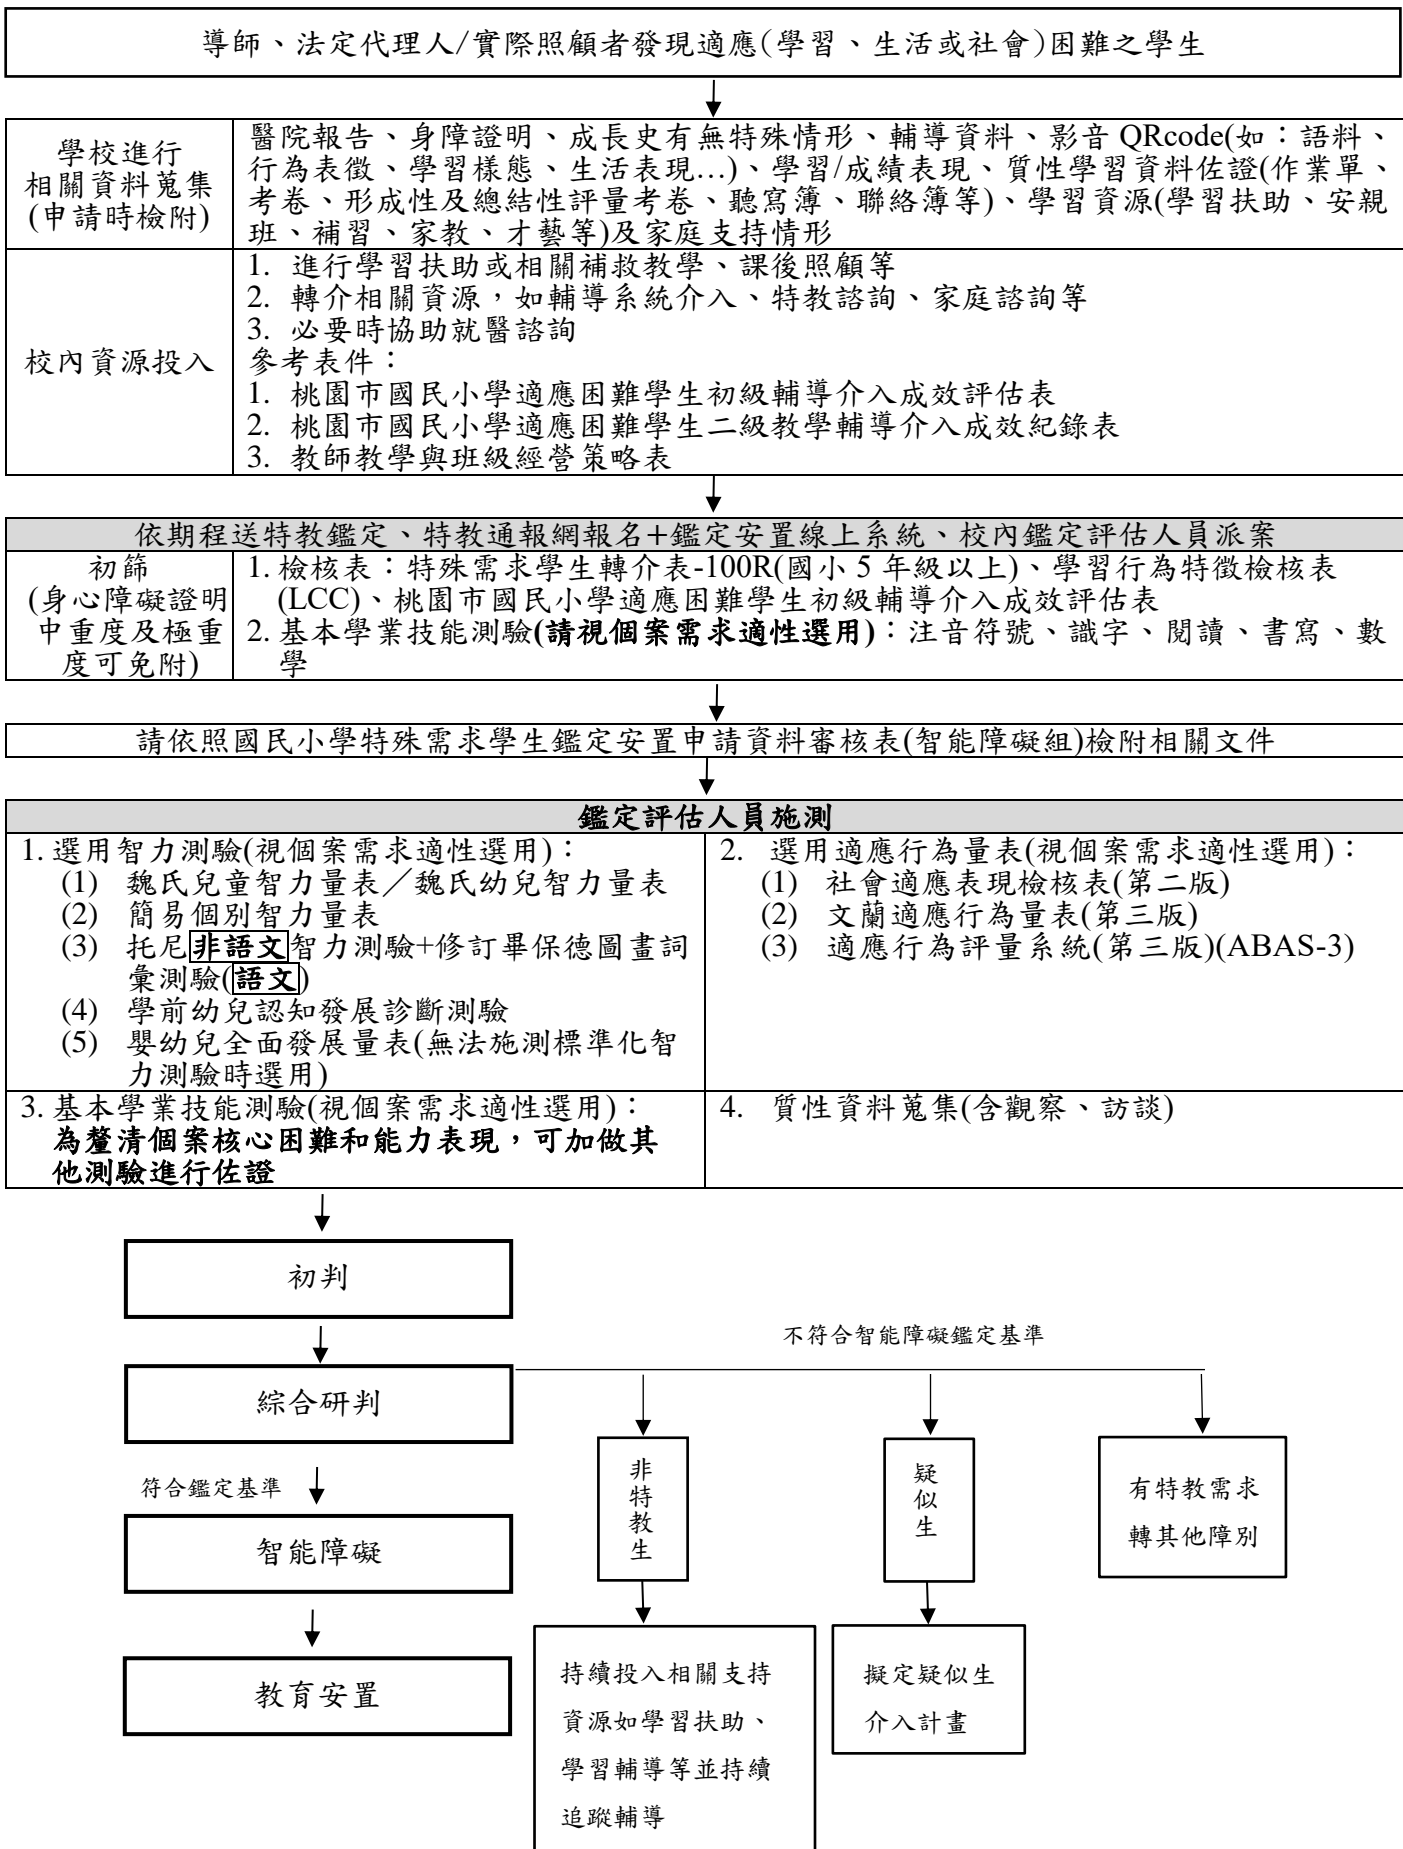 導師、法定代理人/實際照顧者發現適應(學習、生活或社會)困難之學生
學校進行
相關資料蒐集
(申請時檢附)
醫院報告、身障證明、成長史有無特殊情形、輔導資料、影音 QRcode(如：語料、
行為表徵、學習樣態、生活表現…)、學習/成績表現、質性學習資料佐證(作業單、
考卷、形成性及總結性評量考卷、聽寫簿、聯絡簿等)、學習資源(學習扶助、安親
班、補習、家教、才藝等)及家庭支持情形
校內資源投入
1. 進行學習扶助或相關補救教學、課後照顧等
2. 轉介相關資源，如輔導系統介入、特教諮詢、家庭諮詢等
3. 必要時協助就醫諮詢
參考表件：
1. 桃園市國民小學適應困難學生初級輔導介入成效評估表
2. 桃園市國民小學適應困難學生二級教學輔導介入成效紀錄表
3. 教師教學與班級經營策略表
依期程送特教鑑定、特教通報網報名+鑑定安置線上系統、校內鑑定評估人員派案
初篩
(身心障礙證明
中重度及極重
度可免附)
1. 檢核表：特殊需求學生轉介表-100R(國小 5 年級以上)、學習行為特徵檢核表
(LCC)、桃園市國民小學適應困難學生初級輔導介入成效評估表
2. 基本學業技能測驗(請視個案需求適性選用)：注音符號、識字、閱讀、書寫、數
學
請依照國民小學特殊需求學生鑑定安置申請資料審核表(智能障礙組)檢附相關文件
鑑定評估人員施測
1. 選用智力測驗(視個案需求適性選用)：
(1) 魏氏兒童智力量表／魏氏幼兒智力量表
(2) 簡易個別智力量表
(3) 托尼非語文智力測驗+修訂畢保德圖畫詞
彙測驗(語文)
(4) 學前幼兒認知發展診斷測驗
(5) 嬰幼兒全面發展量表(無法施測標準化智
力測驗時選用)
2. 選用適應行為量表(視個案需求適性選用)：
(1) 社會適應表現檢核表(第二版)
(2) 文蘭適應行為量表(第三版)
(3) 適應行為評量系統(第三版)(ABAS-3)
3. 基本學業技能測驗(視個案需求適性選用)：
為釐清個案核心困難和能力表現，可加做其
他測驗進行佐證
4. 質性資料蒐集(含觀察、訪談)
初判
不符合智能障礙鑑定基準
綜合研判
符合鑑定基準
智能障礙
教育安置
非
特
教
生
疑
似
生
有特教需求
轉其他障別
持續投入相關支持
資源如學習扶助、
學習輔導等並持續
追蹤輔導
擬定疑似生
介入計畫